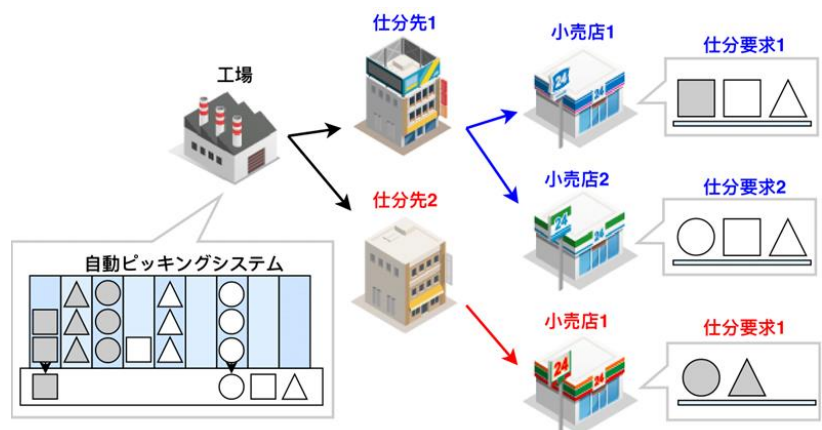 工場
仕分先1
小売店1
仕分要求1
24
24
小売店2
仕分要求2
24
24
仕分先2
自動ピッキングシステム
小売店1
仕分要求1
24
24